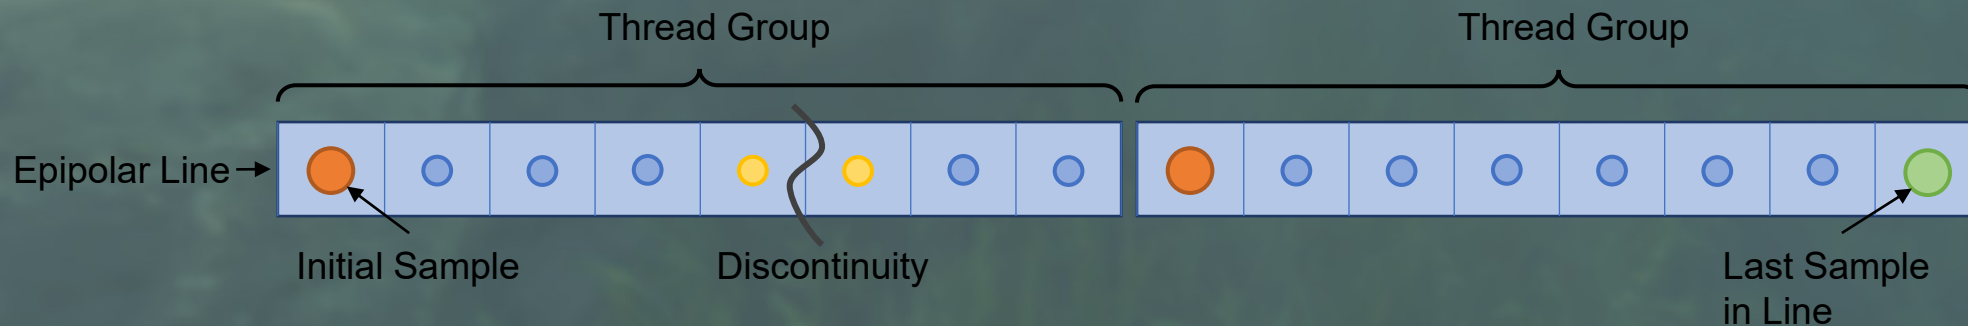 Thread Group
Thread Group
Epipolar Line
Initial Sample
Discontinuity
Last Sample
in Line